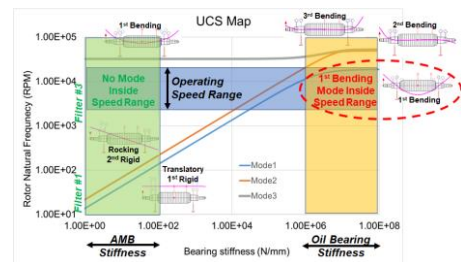 UCS Map
1st Bending
3rd Bending
2nd Bending
1.00E+05
1.00E+04
1.00E+03
1.00E+02
1.00E+01
Rotor Natural Frequnecy (RPM)
Filter #3
Filter #1
No Mode
Inside
Speed Range
Operating
Speed Range
1st Bending
Mode Inside
Speed Range
1st Bending
Rocking
2nd Rigid
Translatory
1st Rigid
Mode1
Mode2
Mode3
1.00E+00
1.00E+02
1.00E+04
1.00E+06
1.00E+08
Bearing stiffness (N/mm)
AMB
Stiffness
Oil Bearing
Stiffness